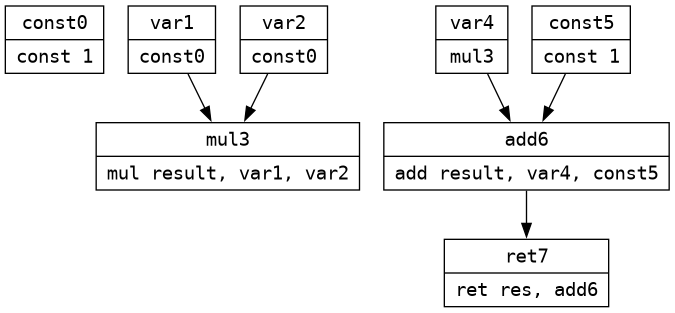 const0
const 1
var1
const0
var2
const0
var4
mul3
const5
const 1
mul3
mul result, var1, var2
add6
add result, var4, const5
ret7
ret res, add6